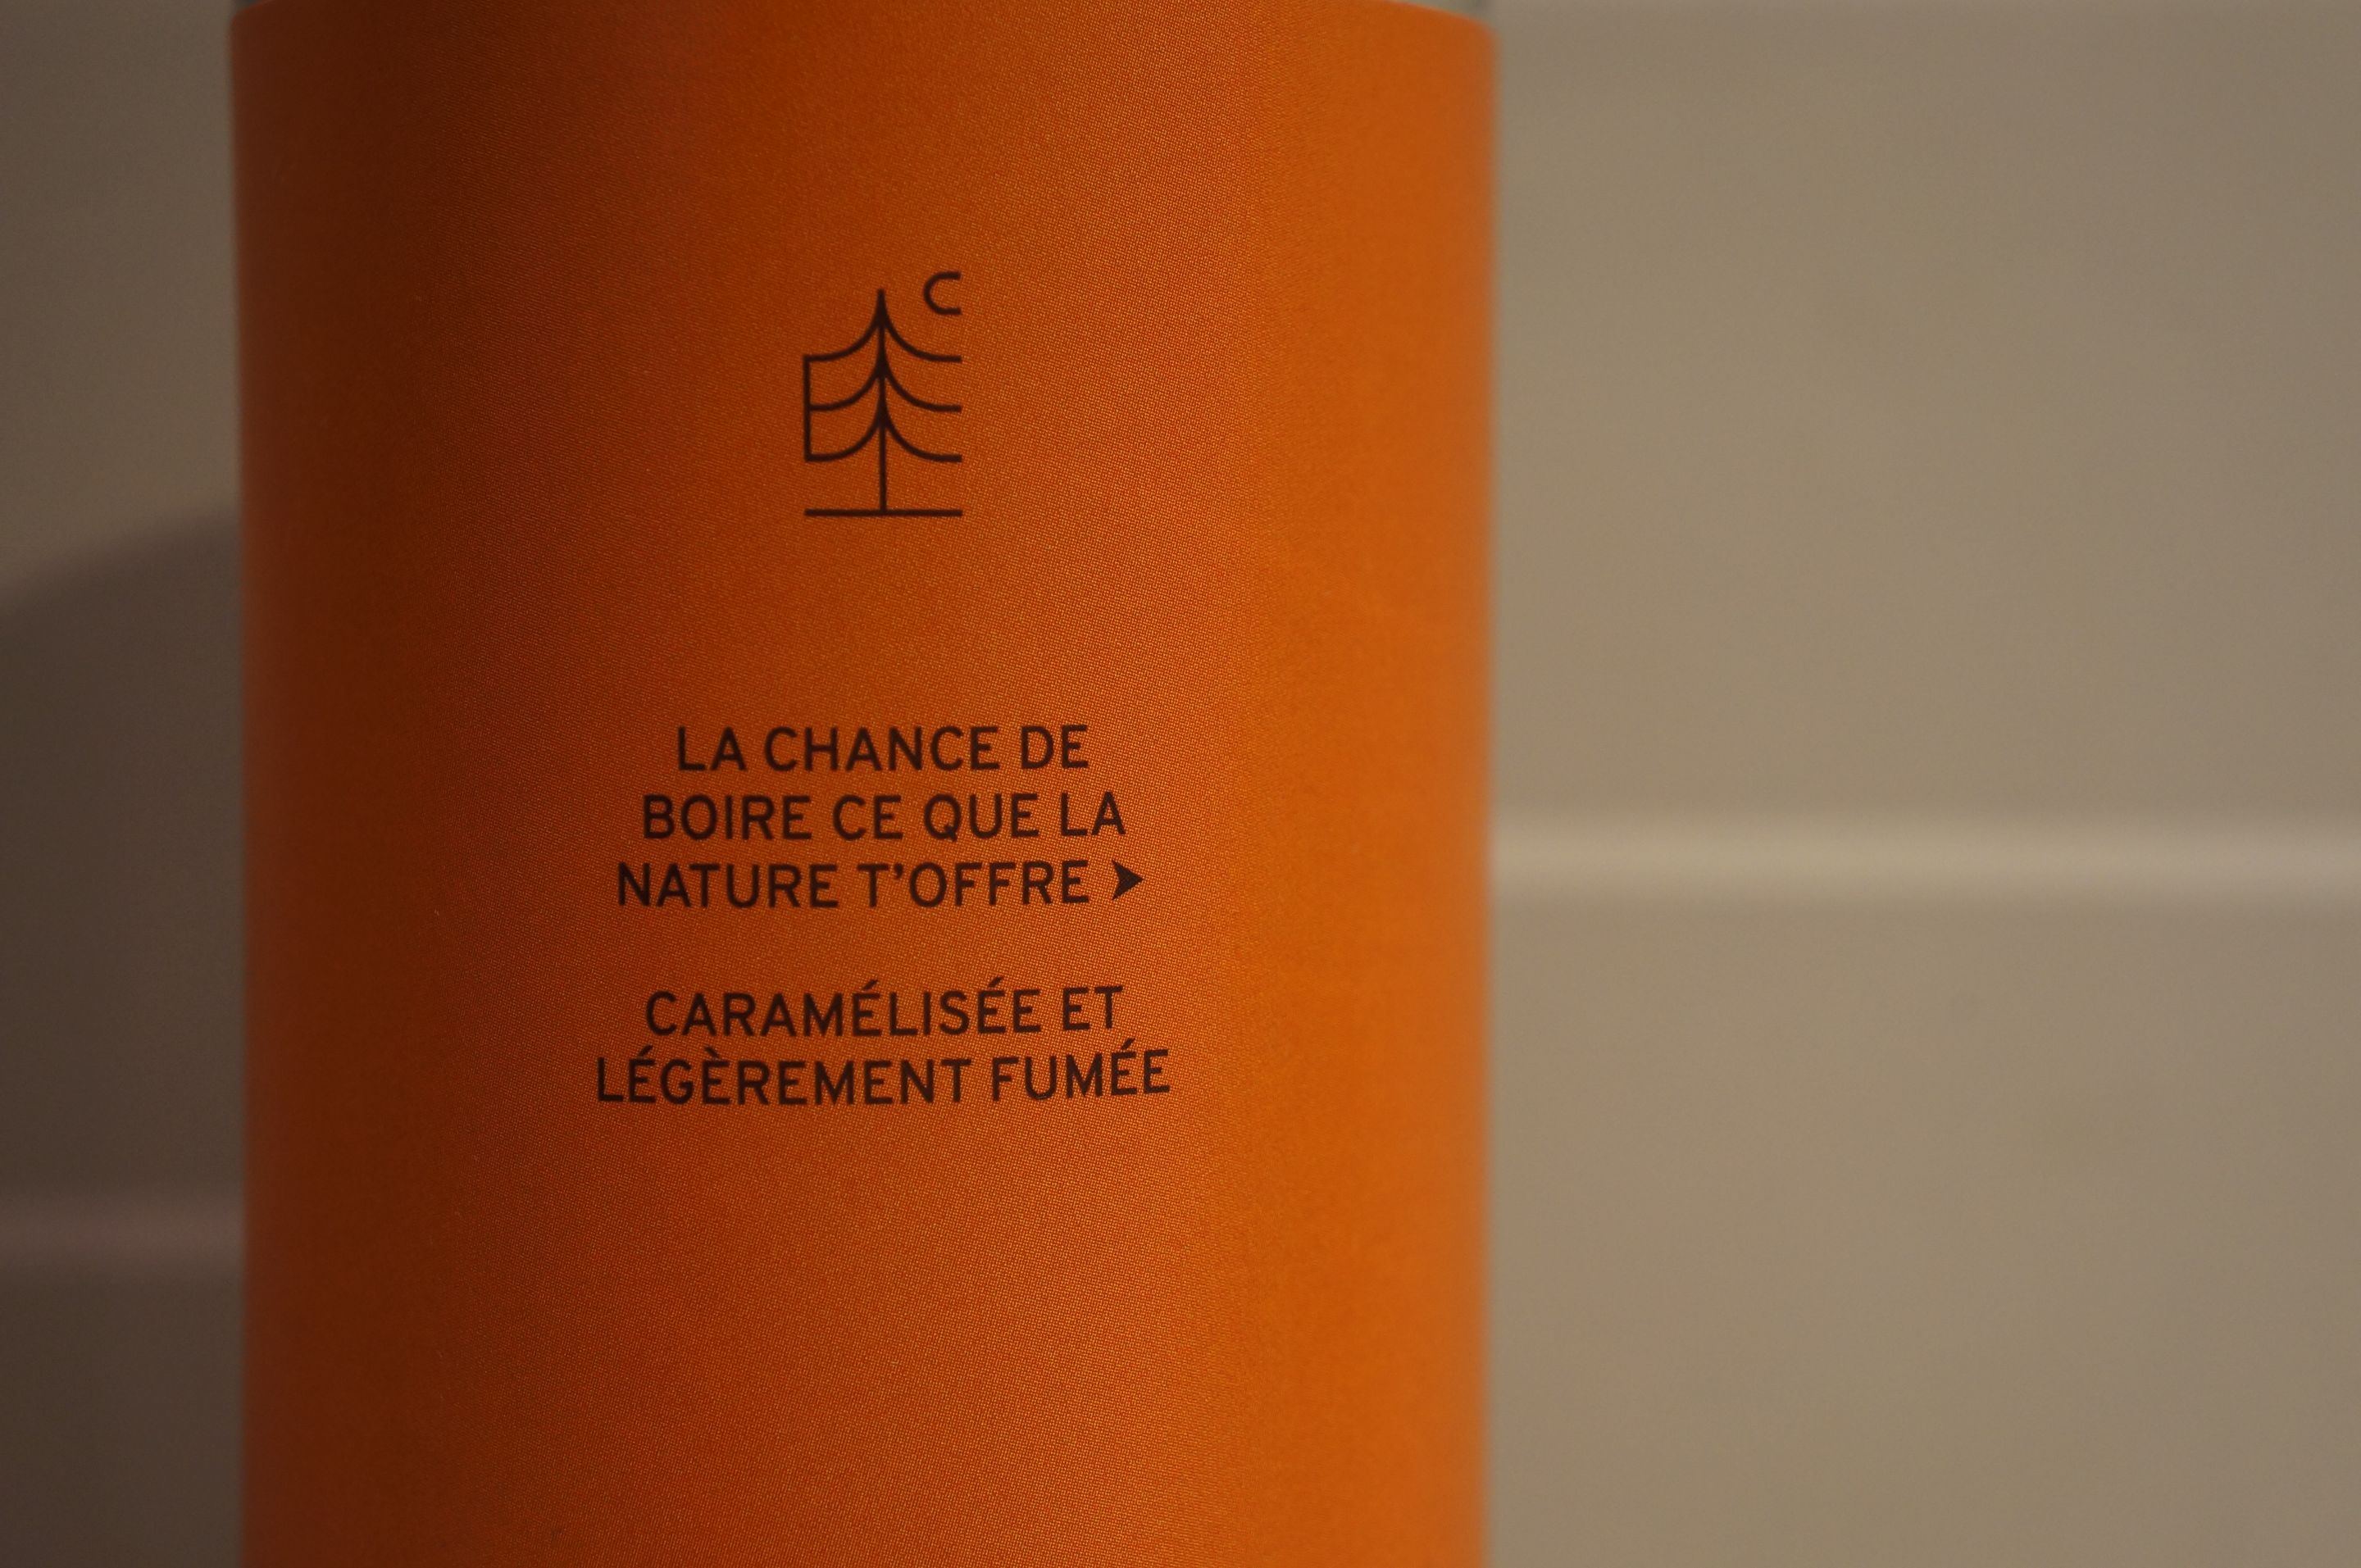 LA CHANCE DE
BOIRE CE QUE LA
NATURE T'OFFRE ➤
CARAMÉLISÉE ET
LÉGÈREMENT FUMÉE